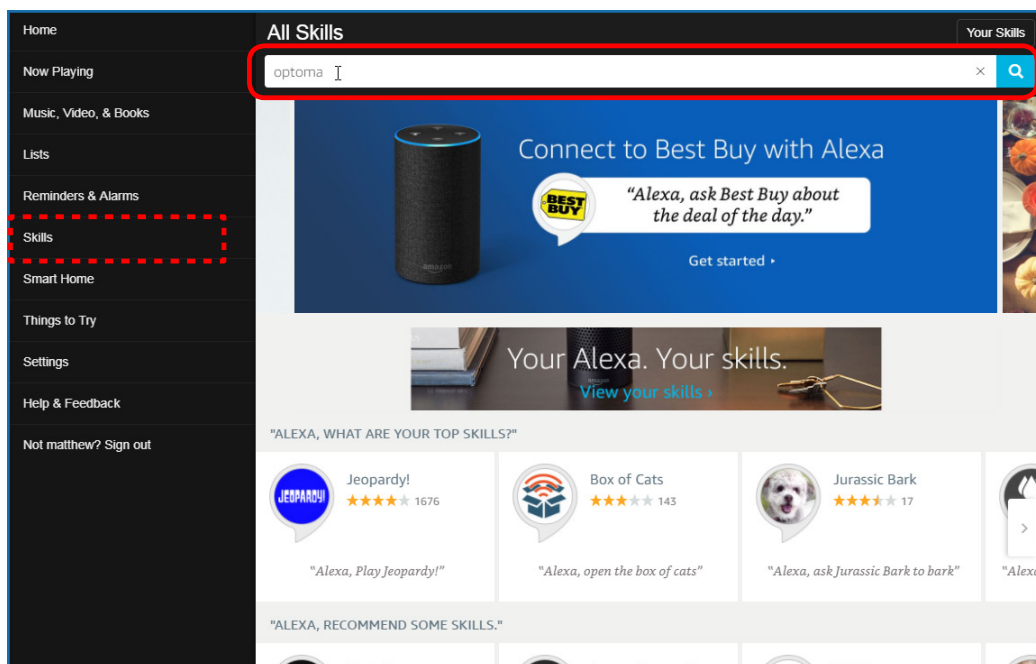 Home
Now Playing
Music, Video, & Books
Lists
Reminders & Alarms
Skills
Smart Home
Things to Try
Settings
Help & Feedback
Not matthew? Sign out
All Skills
Your Skills
optoma
Connect to Best Buy with Alexa
BEST
BUY
"Alexa, ask Best Buy about
the deal of the day."
Get started ›
amazon
Your Alexa. Your skills.
amazon
View your skills ›
"ALEXA, WHAT ARE YOUR TOP SKILLS?"
JEOPARDY!
Jeopardy!
1676
"Alexa, Play Jeopardy!"
Box of Cats
143
"Alexa, open the box of cats"
Jurassic Bark
17
"Alexa, ask Jurassic Bark to bark"
"ALEXA, RECOMMEND SOME SKILLS."